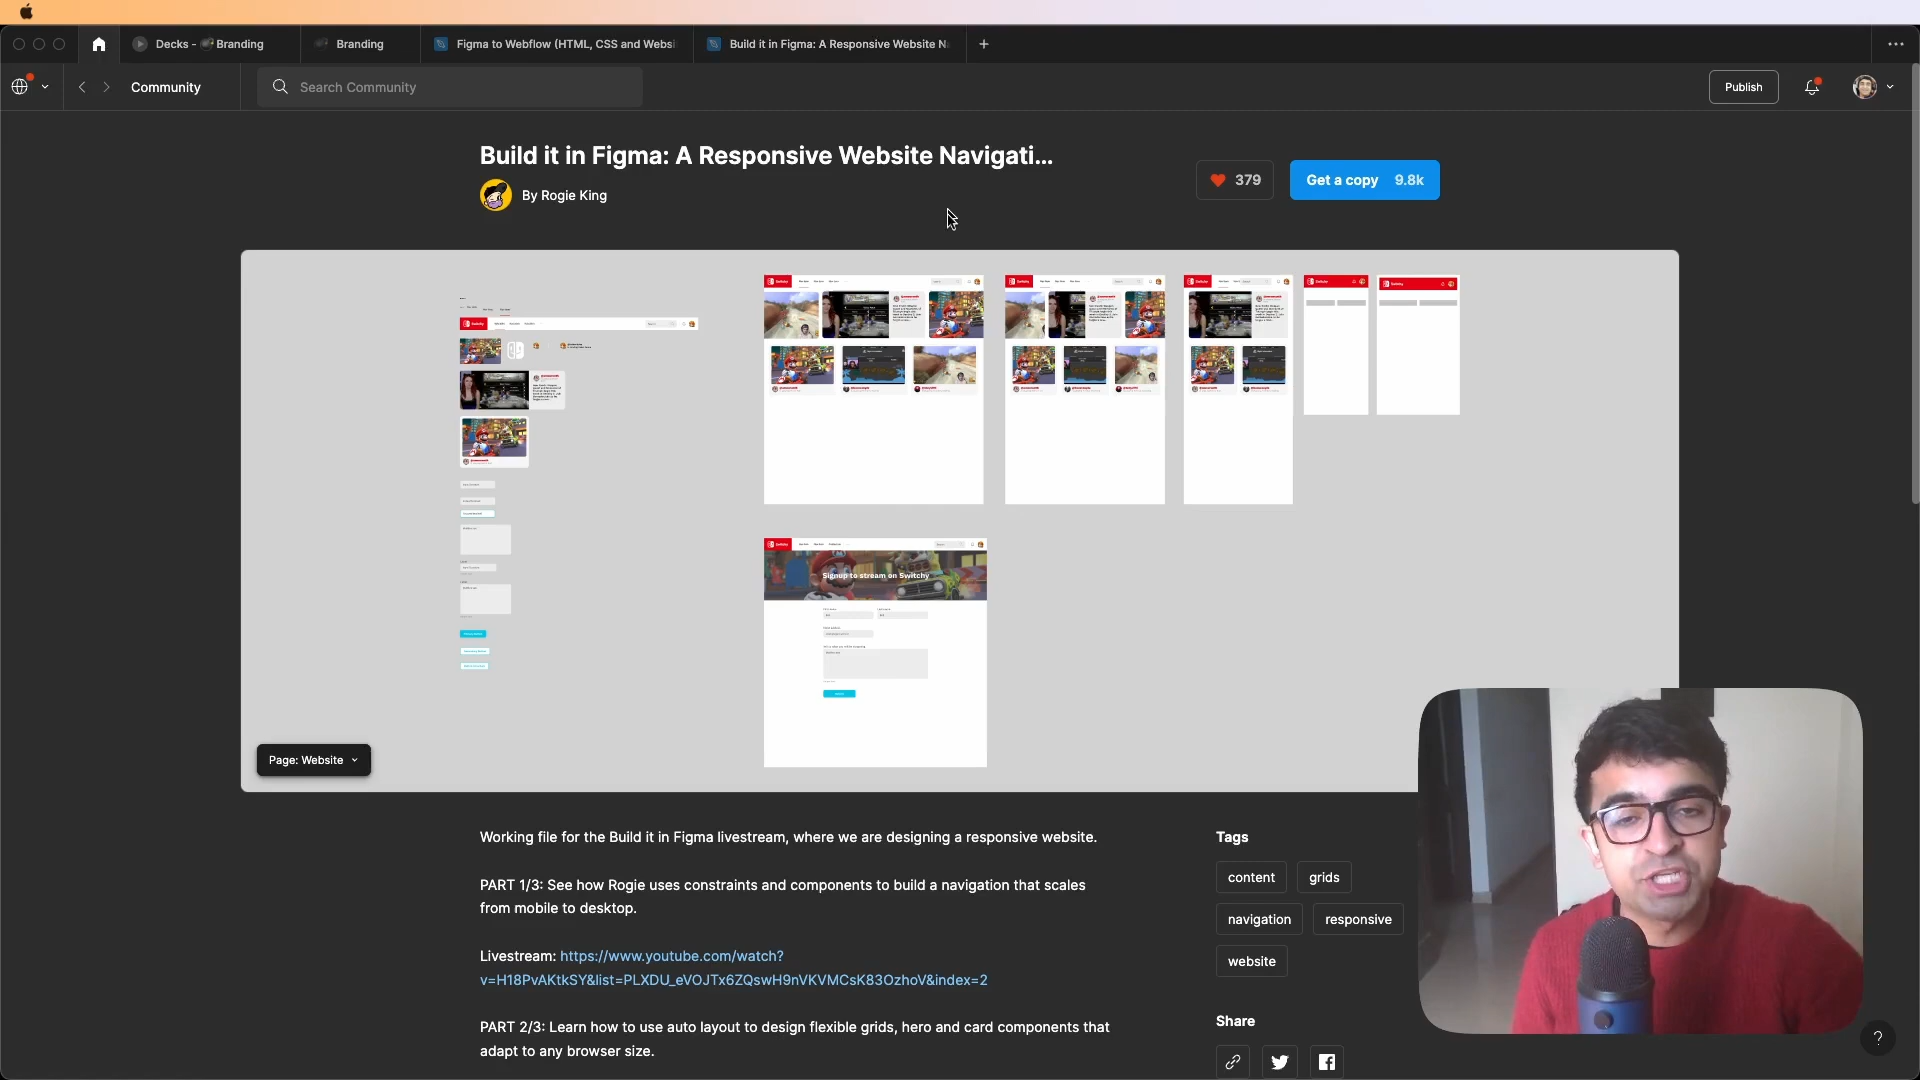 Decks - Branding
Branding
Figma to Webflow (HTML, CSS and Websi
Build it in Figma: A Responsive Website N
Community
Search Community
Publish
Build it in Figma: A Responsive Website Navigati...
By Rogie King
379
Get a copy 9.8k
Signup to stream on Switchy
Page: Website
Working file for the Build it in Figma livestream, where we are designing a responsive website.
PART 1/3: See how Rogie uses constraints and components to build a navigation that scales
from mobile to desktop.
Livestream: https://www.youtube.com/watch?
v=H18PvAKtkSY&list=PLXDU_eVOJTx6ZQswH9nVKVMCsK83OzhoV&index=2
PART 2/3: Learn how to use auto layout to design flexible grids, hero and card components that
adapt to any browser size.
Tags
content
grids
navigation
responsive
website
Share
?